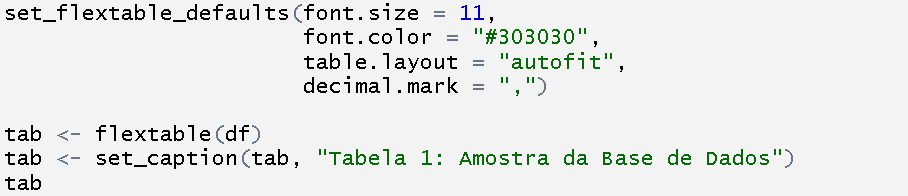 set_flextable_defaults(font.size = 11,
                       font.color = "#303030",
                       table.layout = "autofit",
                       decimal.mark = ",")

tab <- flextable(df)
tab <- set_caption(tab, "Tabela 1: Amostra da Base de Dados")
tab